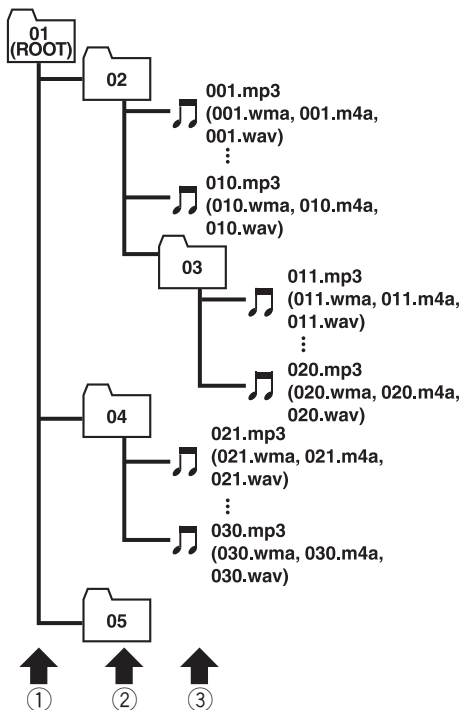 01
(ROOT)
02
001.mp3
(001.wma, 001.m4a,
001.wav)
010.mp3
(010.wma, 010.m4a,
010.wav)
03
011.mp3
(011.wma, 011.m4a,
011.wav)
020.mp3
(020.wma, 020.m4a,
020.wav)
04
021.mp3
(021.wma, 021.m4a,
021.wav)
030.mp3
(030.wma, 030.m4a,
030.wav)
05
① ② ③